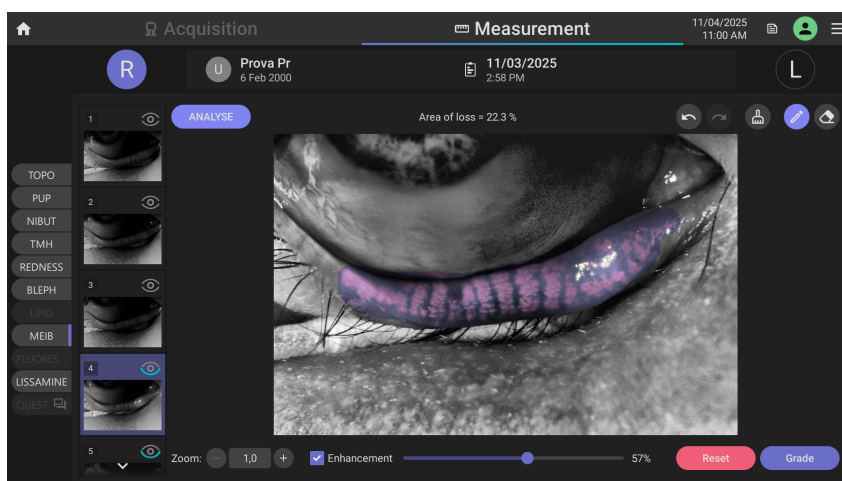 Acquisition
Measurement
11/04/2025
11:00 AM
R
U
Prova Pr
6 Feb 2000
11/03/2025
2:58 PM
L
1
ANALYSE
Area of loss = 22.3 %
TOPO
PUP
2
NIBUT
TMH
REDNESS
3
BLEPH
LIPID
MEIB
FLUORES...
4
LISSAMINE
QUEST
5
Zoom:
1,0
Enhancement
57%
Reset
Grade